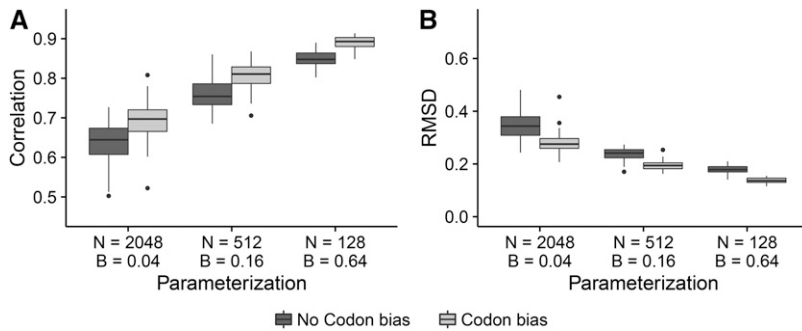 A
B
Correlation
0.9
0.8
0.7
0.6
0.5
N = 2048
B = 0.04
N = 512
B = 0.16
N = 128
B = 0.64
Parameterization
RMSD
0.6
0.4
0.2
0.0
N = 2048
B = 0.04
N = 512
B = 0.16
N = 128
B = 0.64
Parameterization
No Codon bias
Codon bias